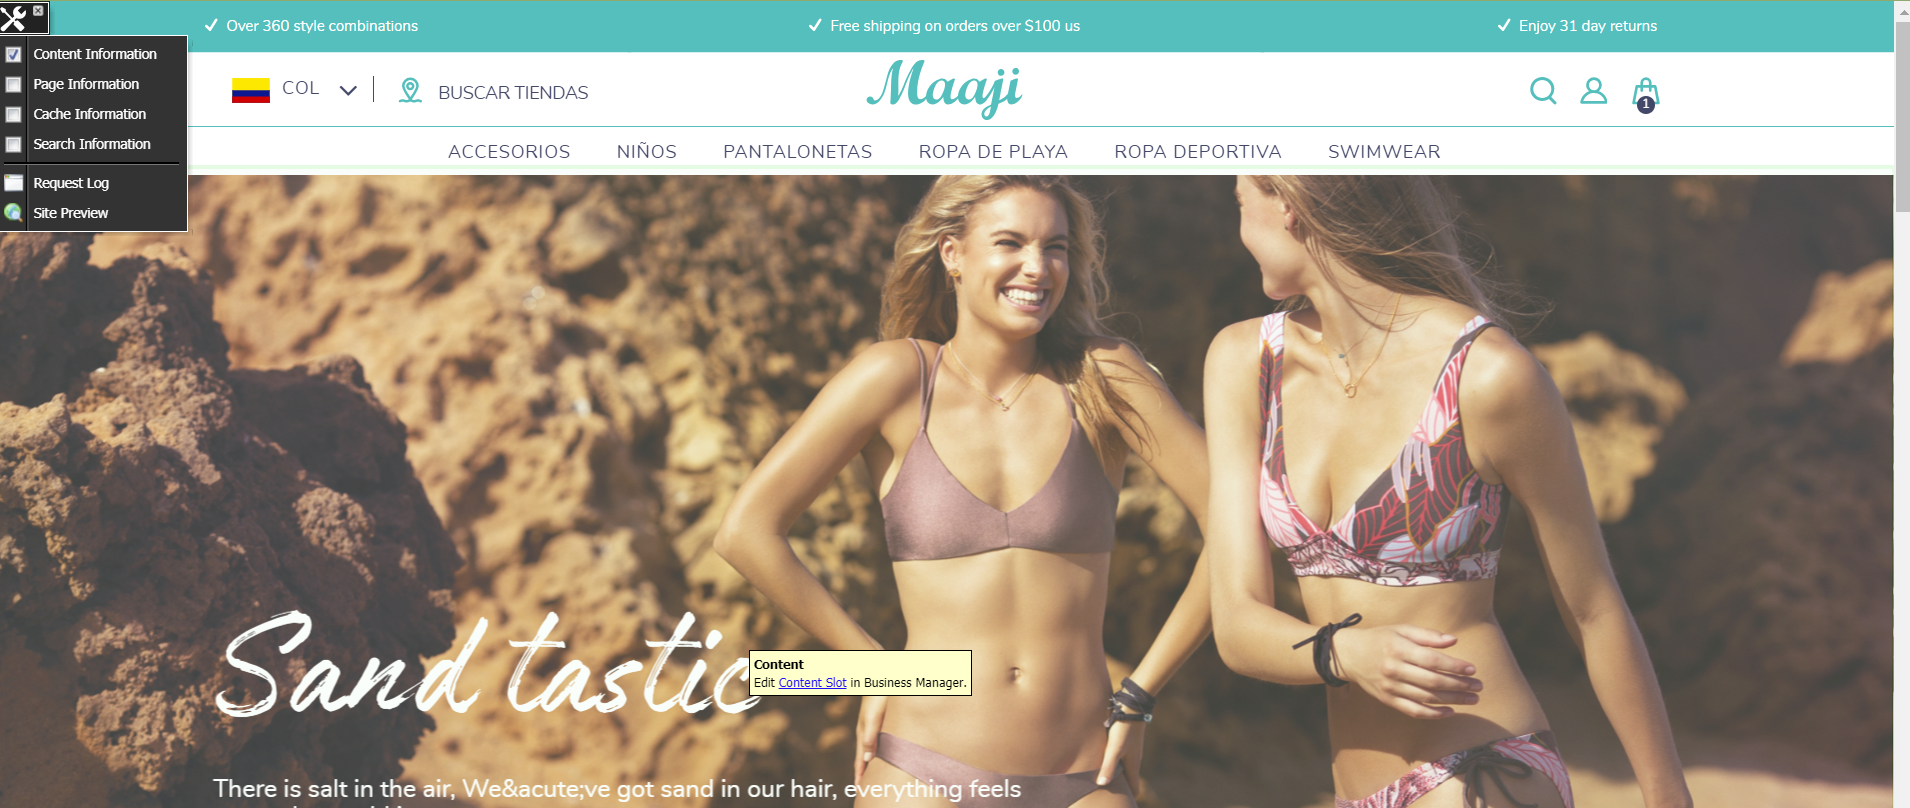 Over 360 style combinations
Free shipping on orders over $100 us
Enjoy 31 day returns
Content Information
Page Information
Cache Information
Search Information
Request Log
Site Preview
COL
BUSCAR TIENDAS
Maaji
1
ACCESORIOS
NIÑOS
PANTALONETAS
ROPA DE PLAYA
ROPA DEPORTIVA
SWIMWEAR
Sand tastic
Content
Edit Content Slot in Business Manager.
There is salt in the air, We&acute;ve got sand in our hair, everything feels